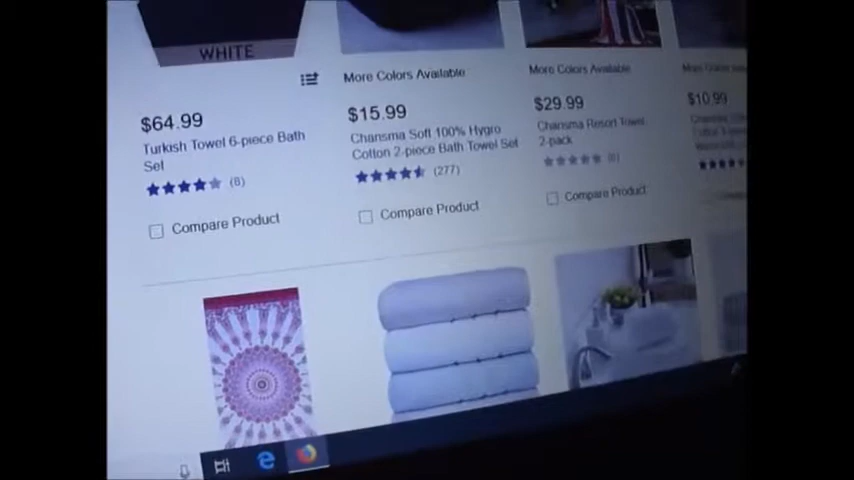 WHITE
More Colors Available
More Colors Available
$64.99
$15.99
$29.99
$10.99
Turkish Towel 6-piece Bath
Set
(8)
Charisma Soft 100% Hygro
Cotton 2-piece Bath Towel Set
(277)
Charisma Resort Towel
2-pack
Compare Product
Compare Product
Compare Product